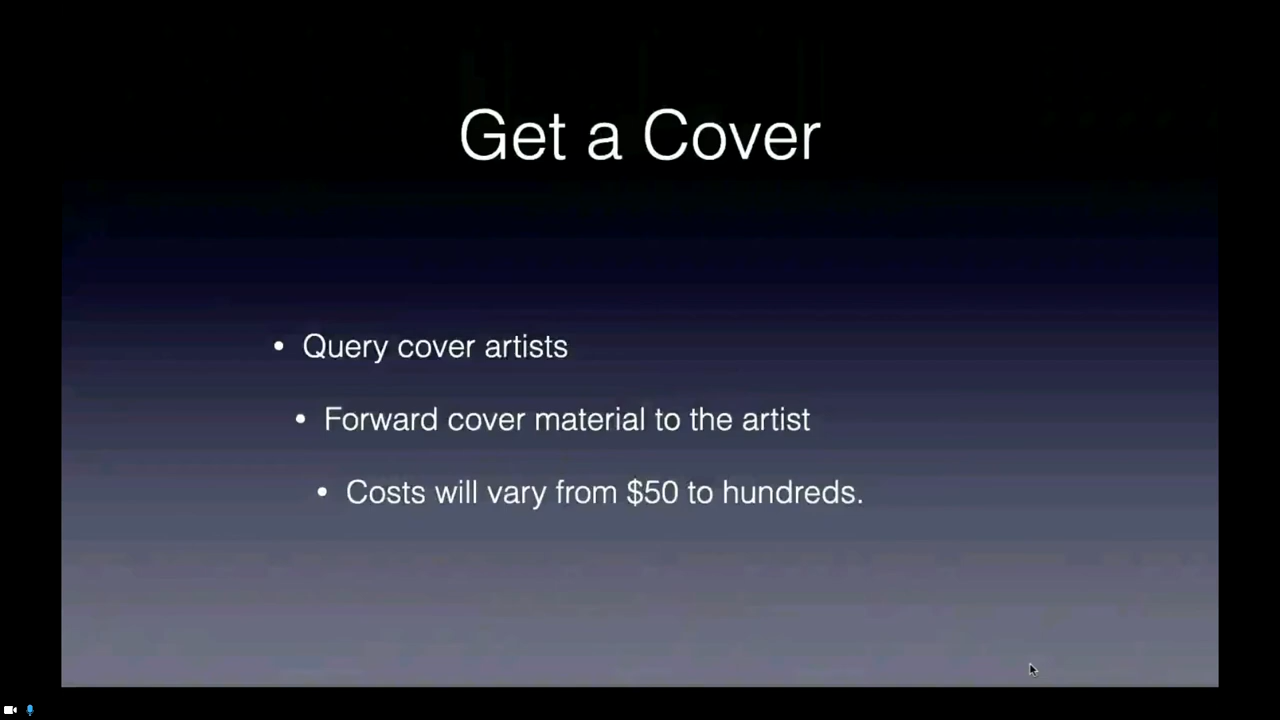 Get a Cover
• Query cover artists
• Forward cover material to the artist
• Costs will vary from $50 to hundreds.